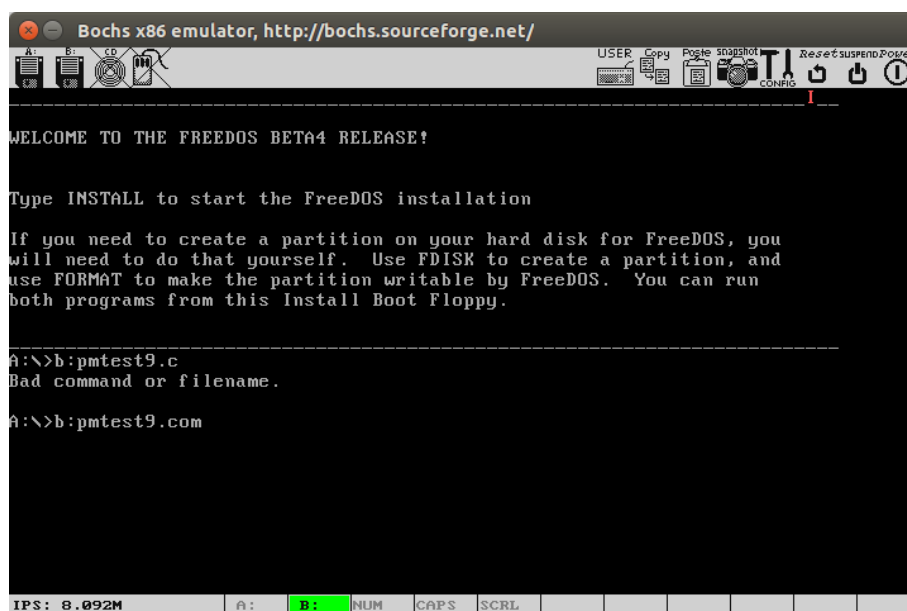 Bochs x86 emulator, http://bochs.sourceforge.net/
A: B: CD USER Copy Paste snapshot CONFIG Reset SUSPEND Power
I
WELCOME TO THE FREEDOS BETA4 RELEASE!
Type INSTALL to start the FreeDOS installation
If you need to create a partition on your hard disk for FreeDOS, you
will need to do that yourself.  Use FDISK to create a partition, and
use FORMAT to make the partition writable by FreeDOS.  You can run
both programs from this Install Boot Floppy.
A:\>b:pmtest9.c
Bad command or filename.
A:\>b:pmtest9.com
IPS: 8.092M A: B: NUM CAPS SCRL